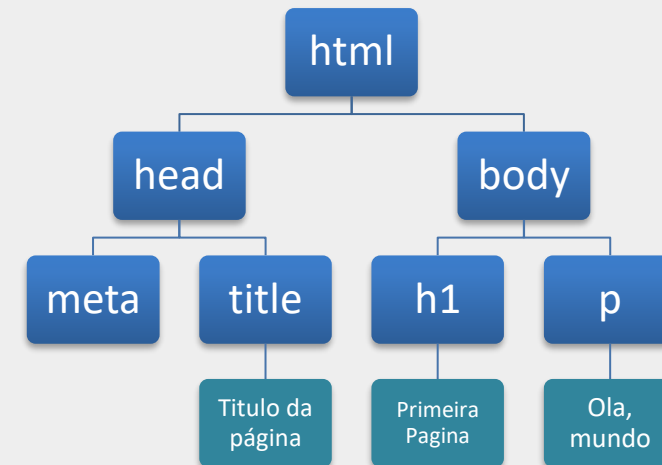 html
head
body
meta
title
h1
p
Titulo da
página
Primeira
Pagina
Ola,
mundo